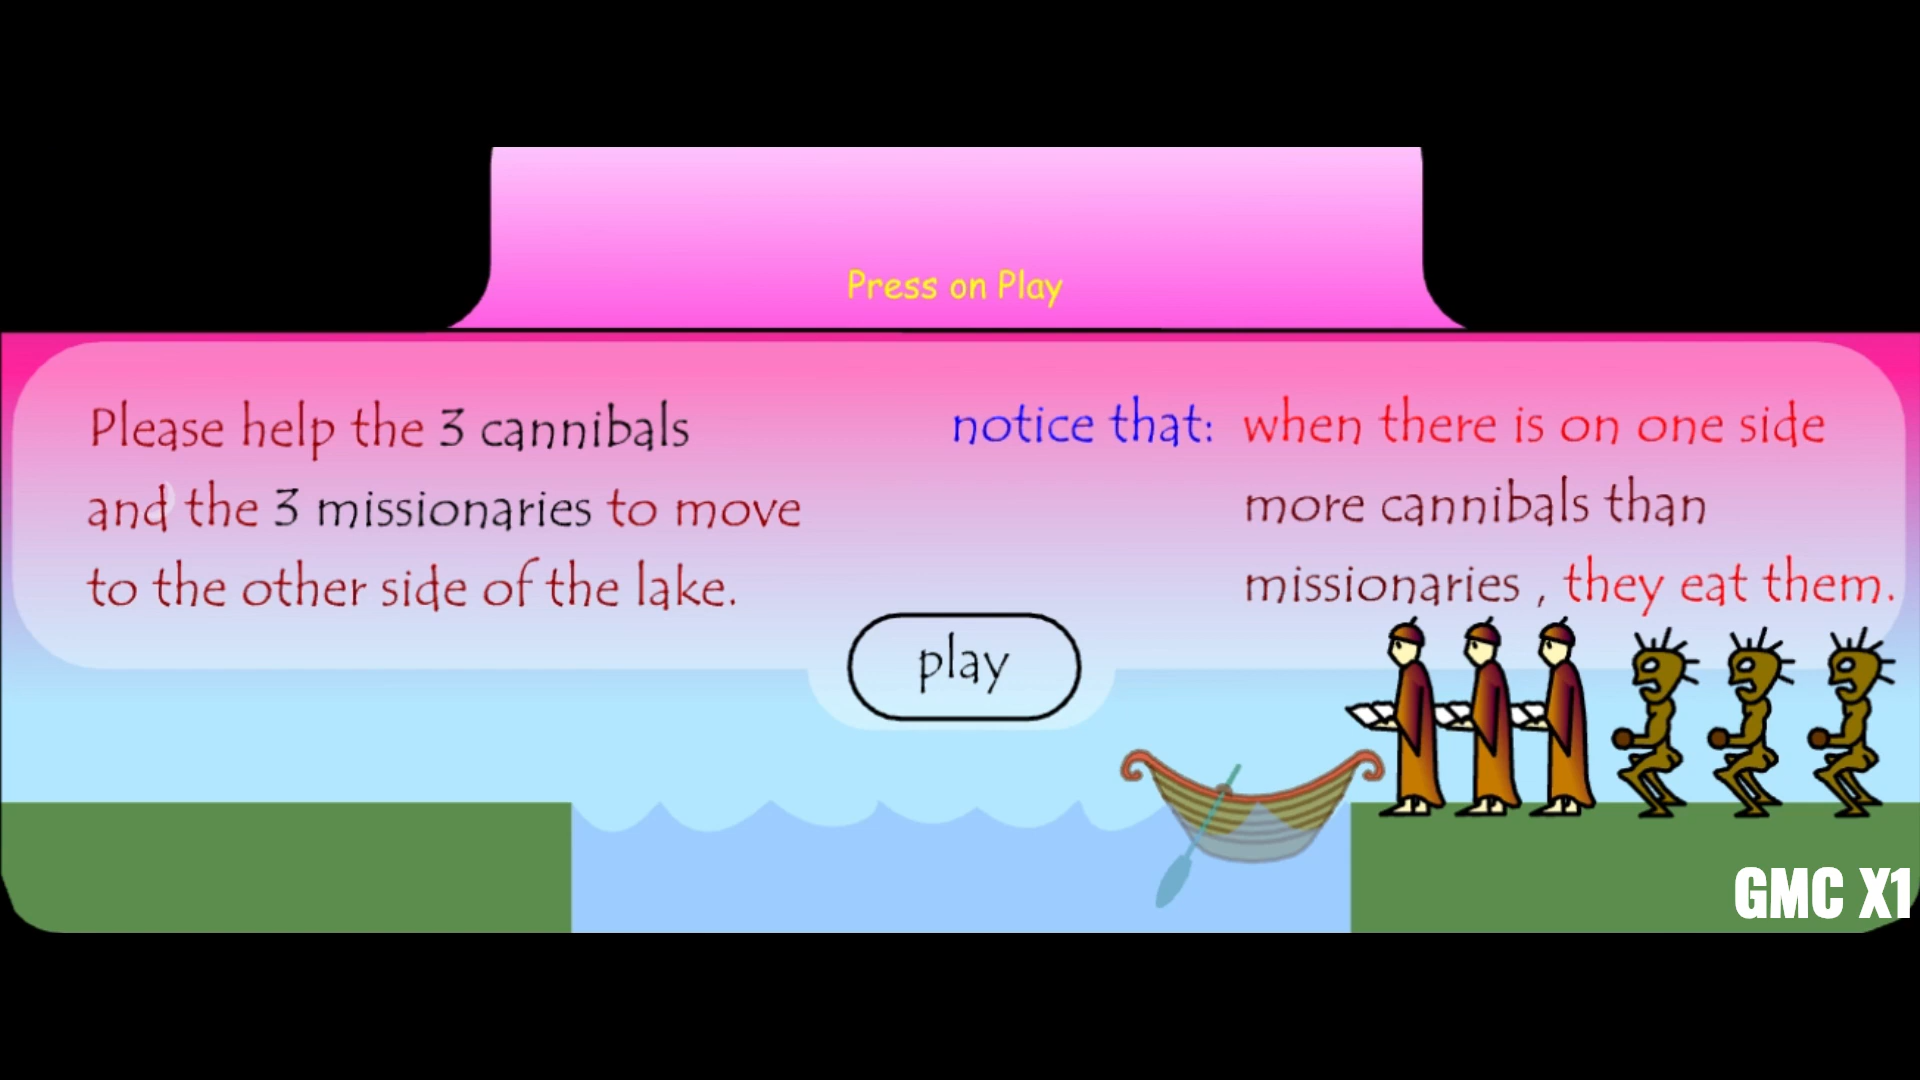 Press on Play
Please help the 3 cannibals
and the 3 missionaries to move
to the other side of the lake.
notice that: when there is on one side
more cannibals than
missionaries , they eat them.
play
GMC X1